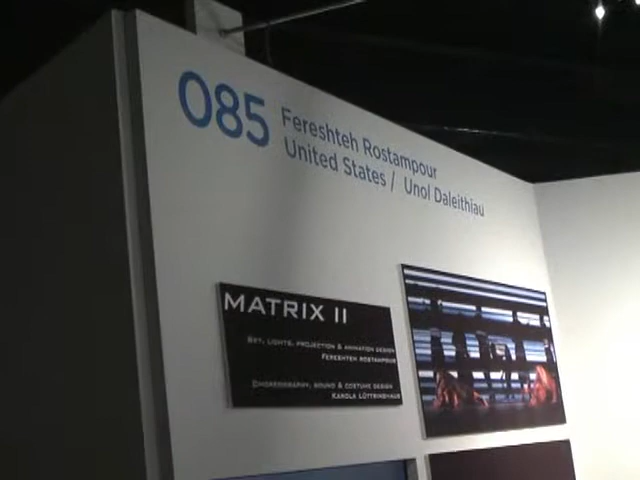 085
Fereshteh Rostampour
United States / Unol Daleithiau
MATRIX II
SET, LIGHTS, PROJECTION & ANIMATION DESIGN
FERESHTEH ROSTAMPOUR
CHOREOGRAPHY, SOUND & COSTUME DESIGN
KAROLA LÜTTRINGHAUS